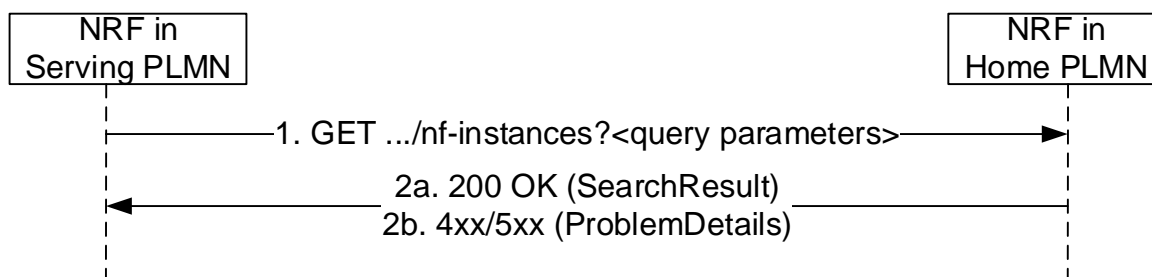 NRF in
Serving PLMN
NRF in
Home PLMN
1. GET .../nf-instances?<query parameters>
2a. 200 OK (SearchResult)
2b. 4xx/5xx (ProblemDetails)